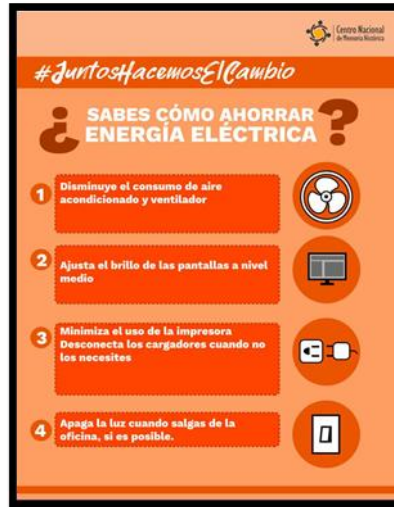 Centro Nacional
de Memoria Histórica
#JuntosHacemosElCambio
¿ SABES CÓMO AHORRAR
ENERGÍA ELÉCTRICA ?
1 Disminuye el consumo de aire
acondicionado y ventilador
2 Ajusta el brillo de las pantallas a nivel
medio
3 Minimiza el uso de la impresora
Desconecta los cargadores cuando no
los necesites
4 Apaga la luz cuando salgas de la
oficina, si es posible.